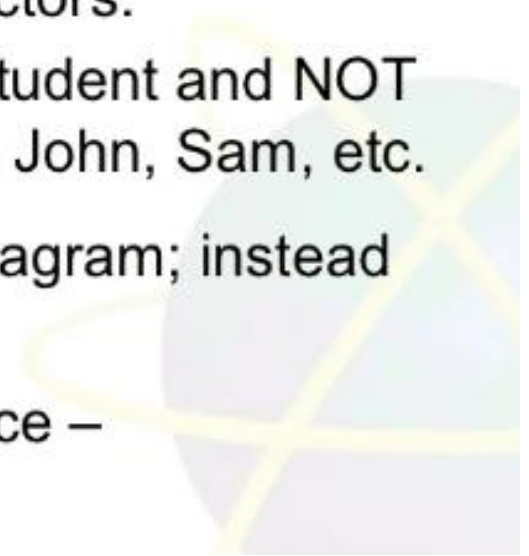 ctors.
tudent and NOT
John, Sam, etc.
agram; instead
ce –